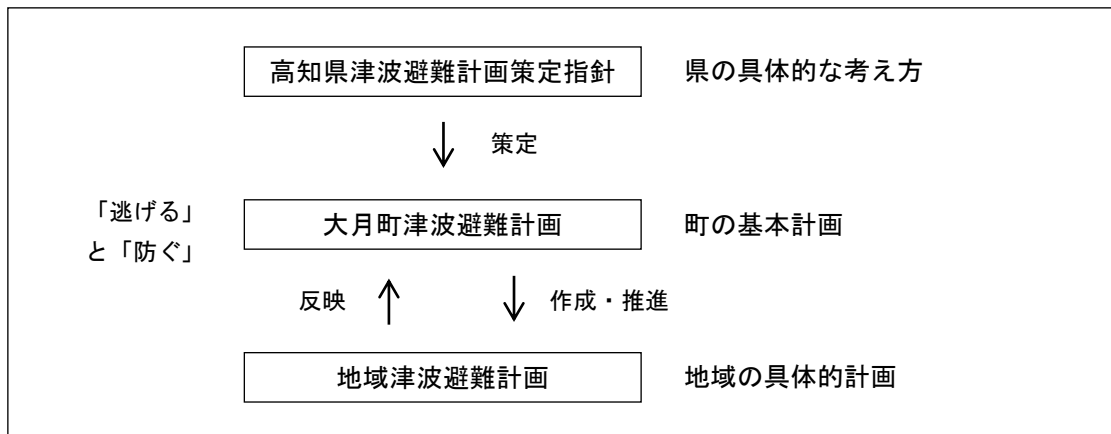 高知県津波避難計画策定指針 県の具体的な考え方
策定
「逃げる」
と「防ぐ」
大月町津波避難計画 町の基本計画
反映 作成・推進
地域津波避難計画 地域の具体的計画